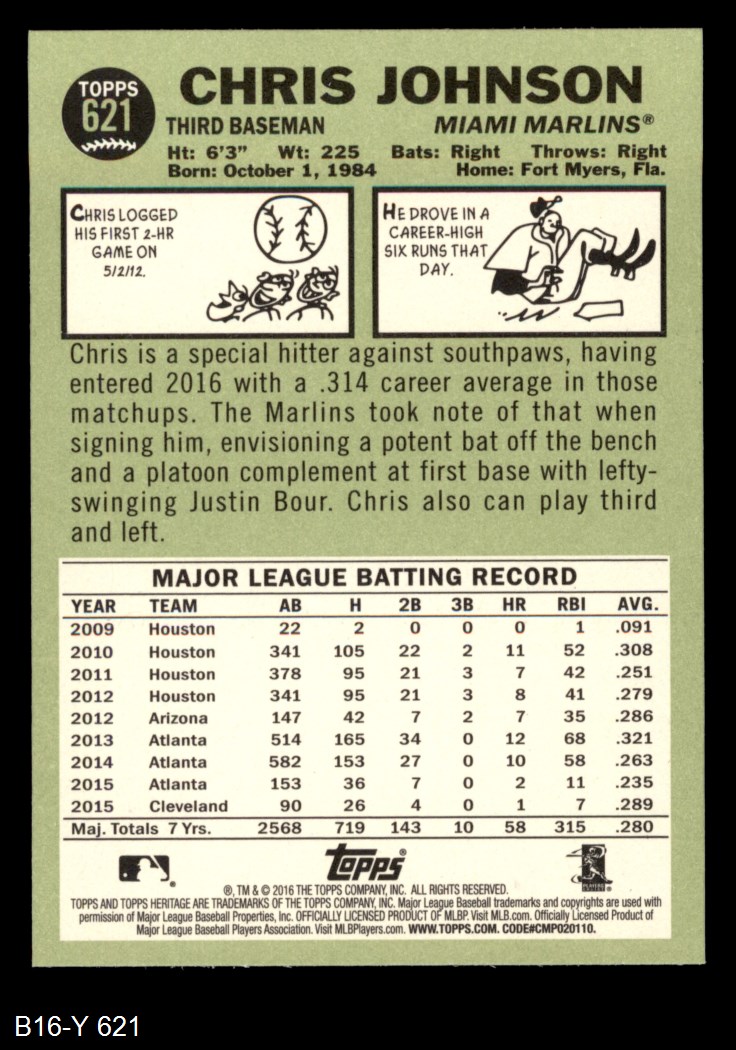 TOPPS
621
CHRIS JOHNSON
THIRD BASEMAN MIAMI MARLINS®
Ht: 6'3" Wt: 225 Bats: Right Throws: Right
Born: October 1, 1984 Home: Fort Myers, Fla.
CHRIS LOGGED
HIS FIRST 2-HR
GAME ON
5/2/12.
HE DROVE IN A
CAREER-HIGH
SIX RUNS THAT
DAY.
Chris is a special hitter against southpaws, having
entered 2016 with a .314 career average in those
matchups. The Marlins took note of that when
signing him, envisioning a potent bat off the bench
and a platoon complement at first base with lefty-
swinging Justin Bour. Chris also can play third
and left.
MAJOR LEAGUE BATTING RECORD
YEAR TEAM AB H 2B 3B HR RBI AVG.
2009 Houston 22 2 0 0 0 1 .091
2010 Houston 341 105 22 2 11 52 .308
2011 Houston 378 95 21 3 7 42 .251
2012 Houston 341 95 21 3 8 41 .279
2012 Arizona 147 42 7 2 7 35 .286
2013 Atlanta 514 165 34 0 12 68 .321
2014 Atlanta 582 153 27 0 10 58 .263
2015 Atlanta 153 36 7 0 2 11 .235
2015 Cleveland 90 26 4 0 1 7 .289
Maj. Totals 7 Yrs. 2568 719 143 10 58 315 .280
Topps®
PLAYERS
®, TM & © 2016 THE TOPPS COMPANY, INC. ALL RIGHTS RESERVED.
TOPPS AND TOPPS HERITAGE ARE TRADEMARKS OF THE TOPPS COMPANY, INC. Major League Baseball trademarks and copyrights are used with
permission of Major League Baseball Properties, Inc. OFFICIALLY LICENSED PRODUCT OF MLBP. Visit MLB.com. Officially Licensed Product of
Major League Baseball Players Association. Visit MLBPlayers.com. WWW.TOPPS.COM. CODE#CMP020110.
B16-Y 621